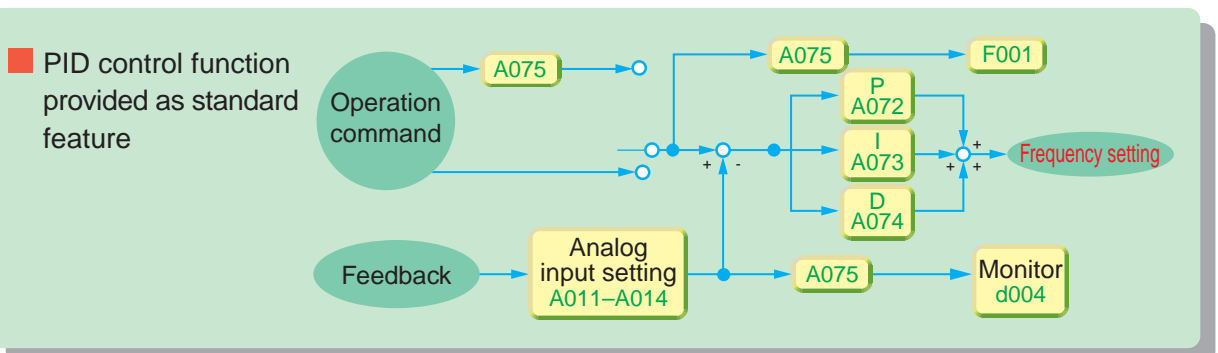 PID control function
provided as standard
feature
Operation
command
A075
A075
F001
P
A072
I
A073
D
A074
+ -
+
+ +
Frequency setting
Feedback
Analog
input setting
A011–A014
A075
Monitor
d004